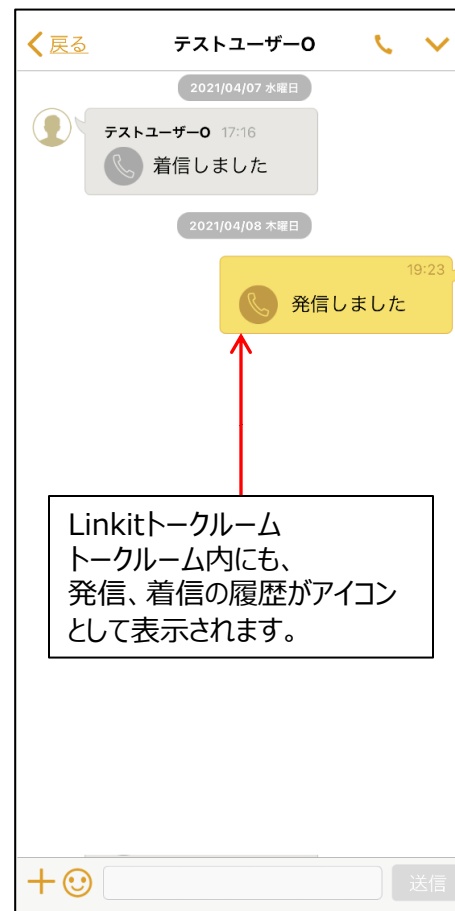 戻る
テストユーザーO
2021/04/07 水曜日
テストユーザーO 17:16
着信しました
2021/04/08 木曜日
19:23
発信しました
Linkitトークルーム
トークルーム内にも、
発信、着信の履歴がアイコン
として表示されます。
送信